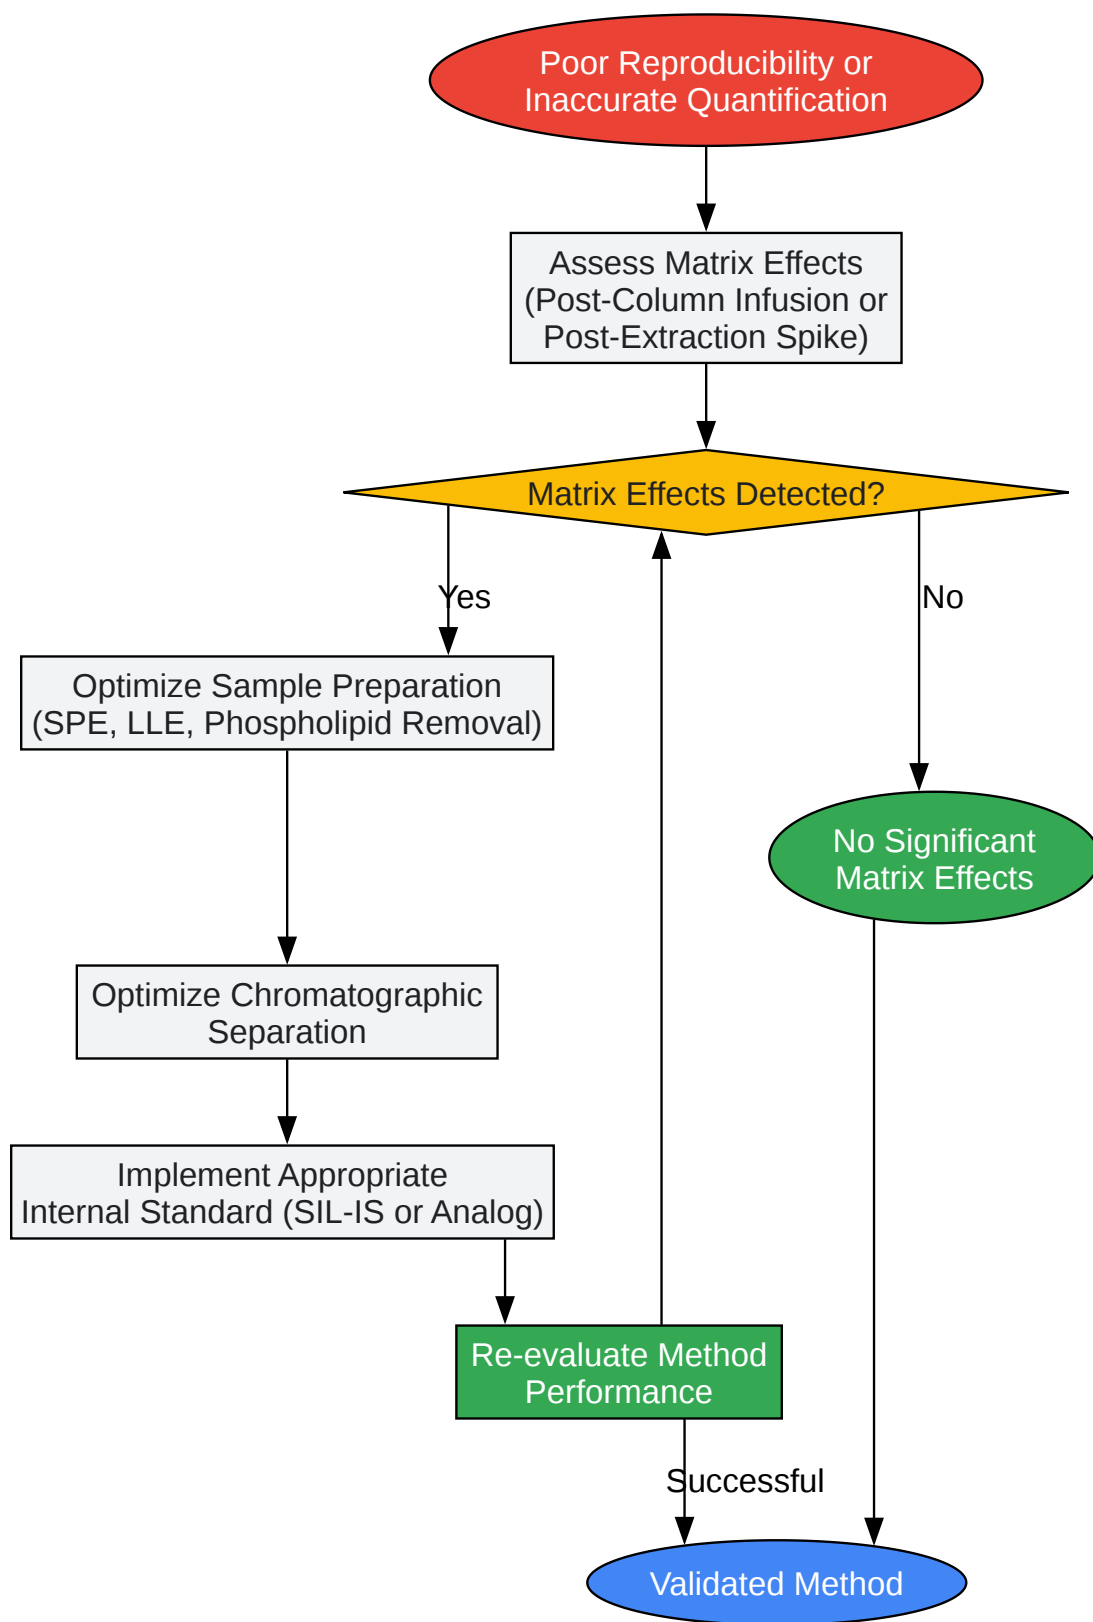 Poor Reproducibility or
Inaccurate Quantification
Assess Matrix Effects
(Post-Column Infusion or
Post-Extraction Spike)
Matrix Effects Detected?
Yes
No
Optimize Sample Preparation
(SPE, LLE, Phospholipid Removal)
No Significant
Matrix Effects
Optimize Chromatographic
Separation
Implement Appropriate
Internal Standard (SIL-IS or Analog)
Re-evaluate Method
Performance
Successful
Validated Method